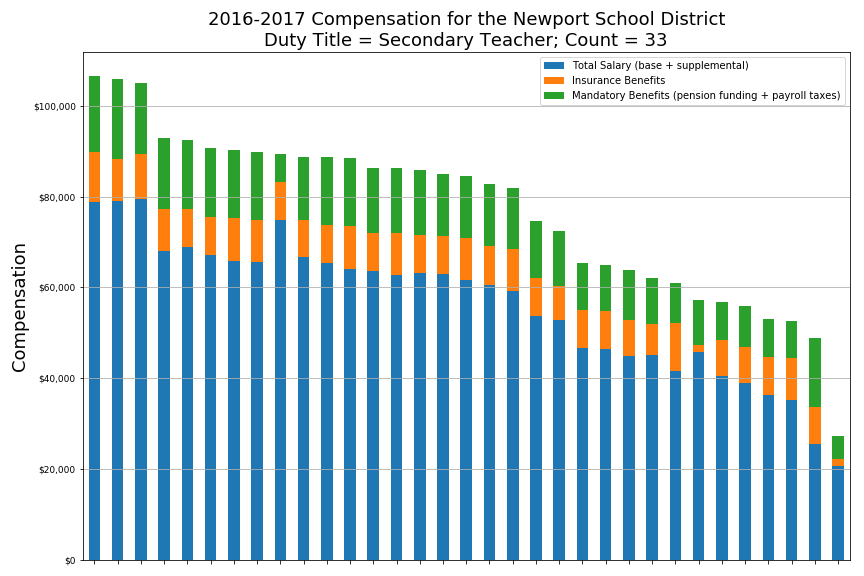 2016-2017 Compensation for the Newport School District
Duty Title = Secondary Teacher; Count = 33
Total Salary (base + supplemental)
Insurance Benefits
Mandatory Benefits (pension funding + payroll taxes)
Compensation
$100,000
$80,000
$60,000
$40,000
$20,000
$0